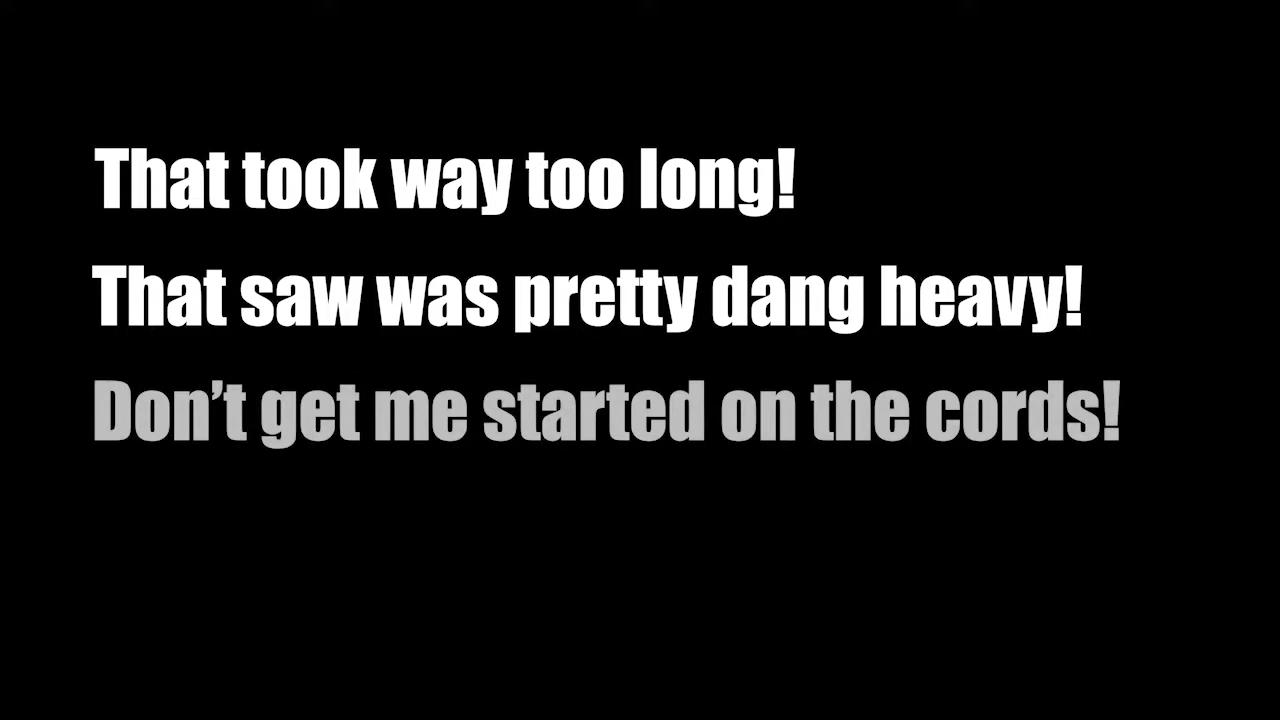 That took way too long!
That saw was pretty dang heavy!
Don’t get me started on the cords!